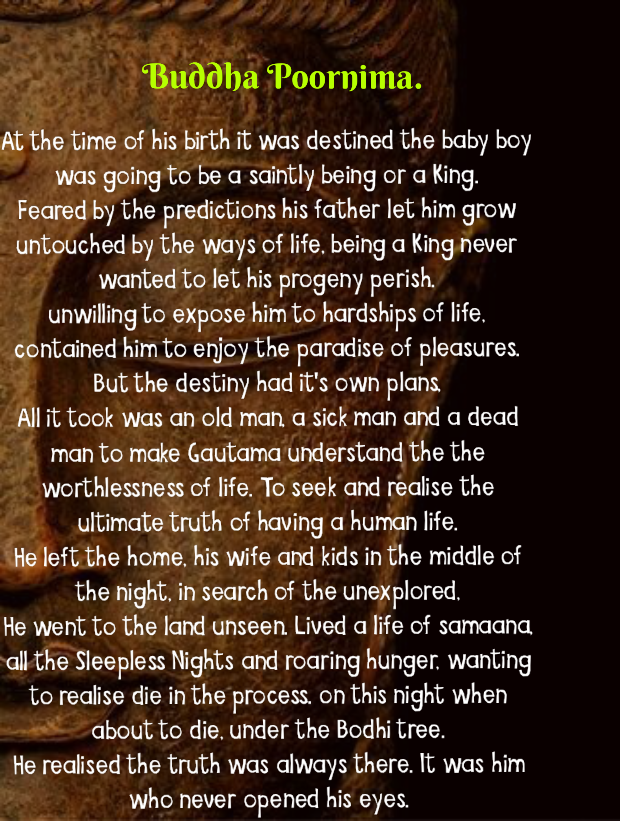 Buddha Poornima.
At the time of his birth it was destined the baby boy
was going to be a saintly being or a King.
Feared by the predictions his father let him grow
untouched by the ways of life, being a King never
wanted to let his progeny perish.
unwilling to expose him to hardships of life,
contained him to enjoy the paradise of pleasures.
But the destiny had it's own plans,
All it took was an old man, a sick man and a dead
man to make Gautama understand the the
worthlessness of life. To seek and realise the
ultimate truth of having a human life.
He left the home, his wife and kids in the middle of
the night, in search of the unexplored,
He went to the land unseen. Lived a life of samaana,
all the Sleepless Nights and roaring hunger, wanting
to realise die in the process. on this night when
about to die, under the Bodhi tree.
He realised the truth was always there. It was him
who never opened his eyes.